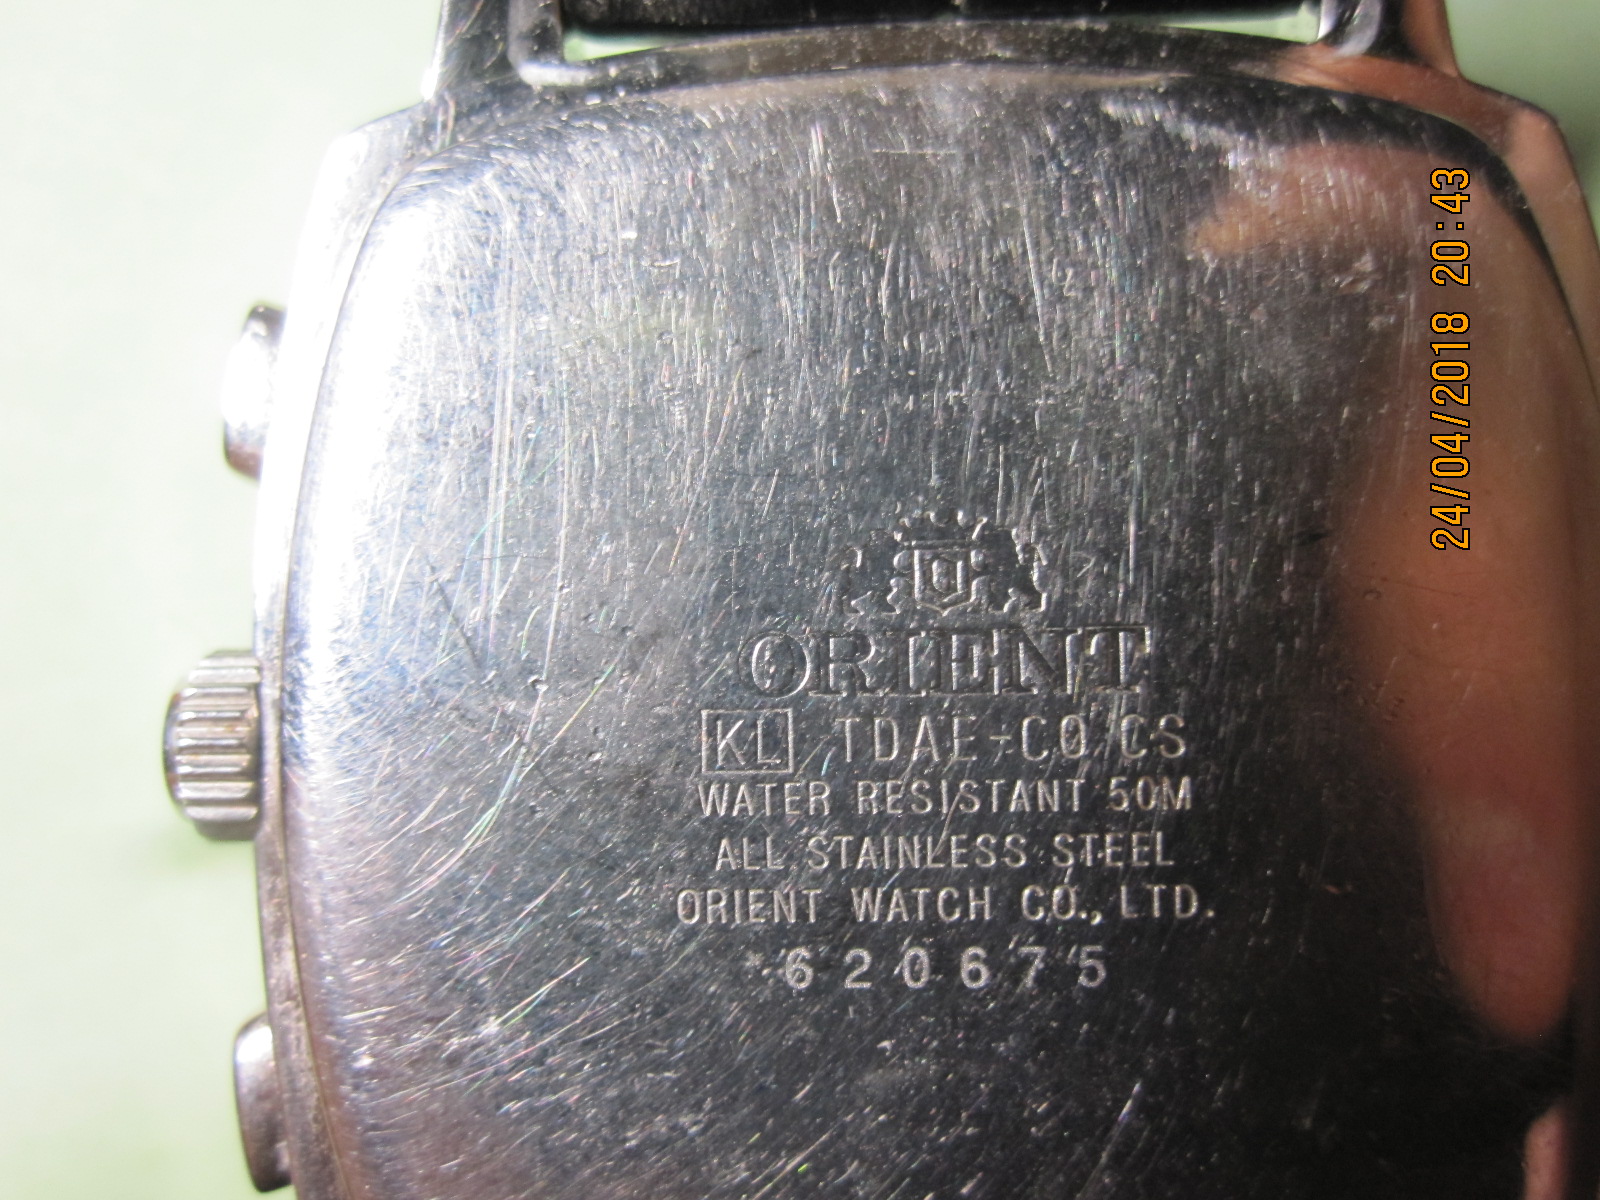 ORIENT
KL TDAE-C0 CS
WATER RESISTANT 50M
ALL STAINLESS STEEL
ORIENT WATCH CO., LTD.
620675
24/04/2018 20:43